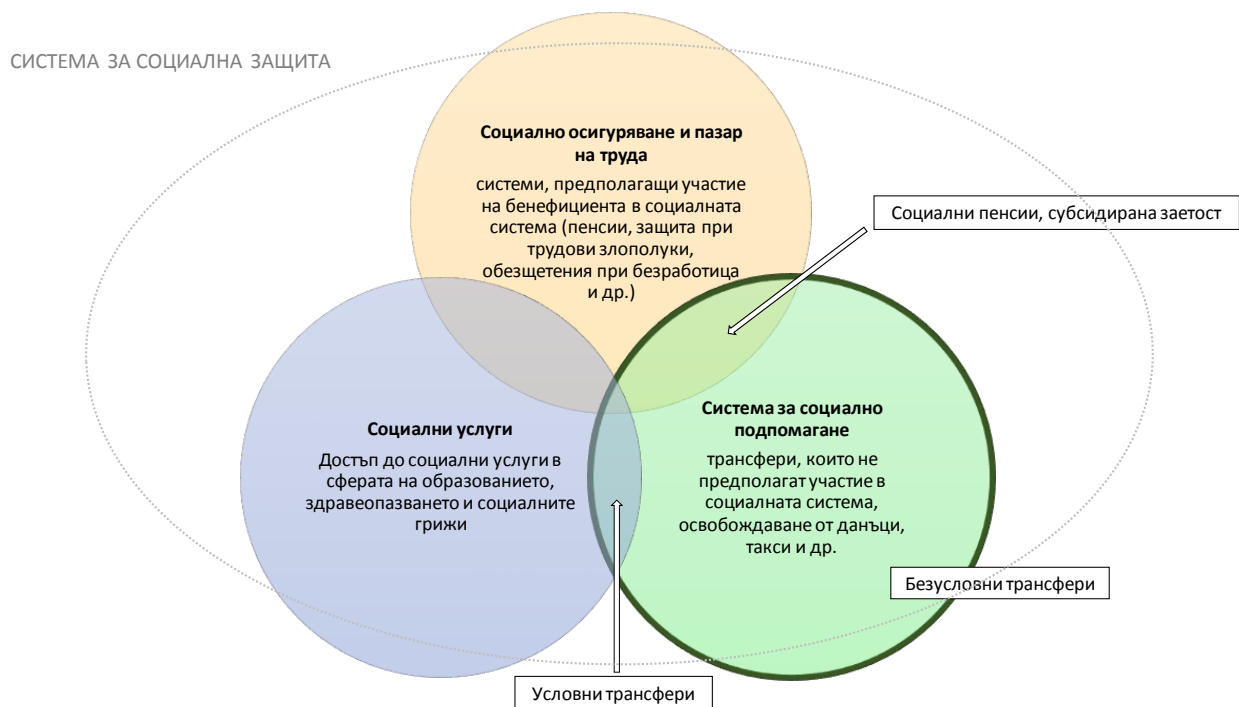 СИСТЕМА ЗА СОЦИАЛНА ЗАЩИТА
Социално осигуряване и пазар
на труда
системи, предполагащи участие
на бенефициента в социалната
система (пенсии, защита при
трудови злополуки,
обезщетения при безработица
и др.)
Социални пенсии, субсидирана заетост
Социални услуги
Достъп до социални услуги в
сферата на образованието,
здравеопазването и социалните
грижи
Система за социално
подпомагане
трансфери, които не
предполагат участие в
социалната система,
освобождаване от данъци,
такси и др.
Безусловни трансфери
Условни трансфери